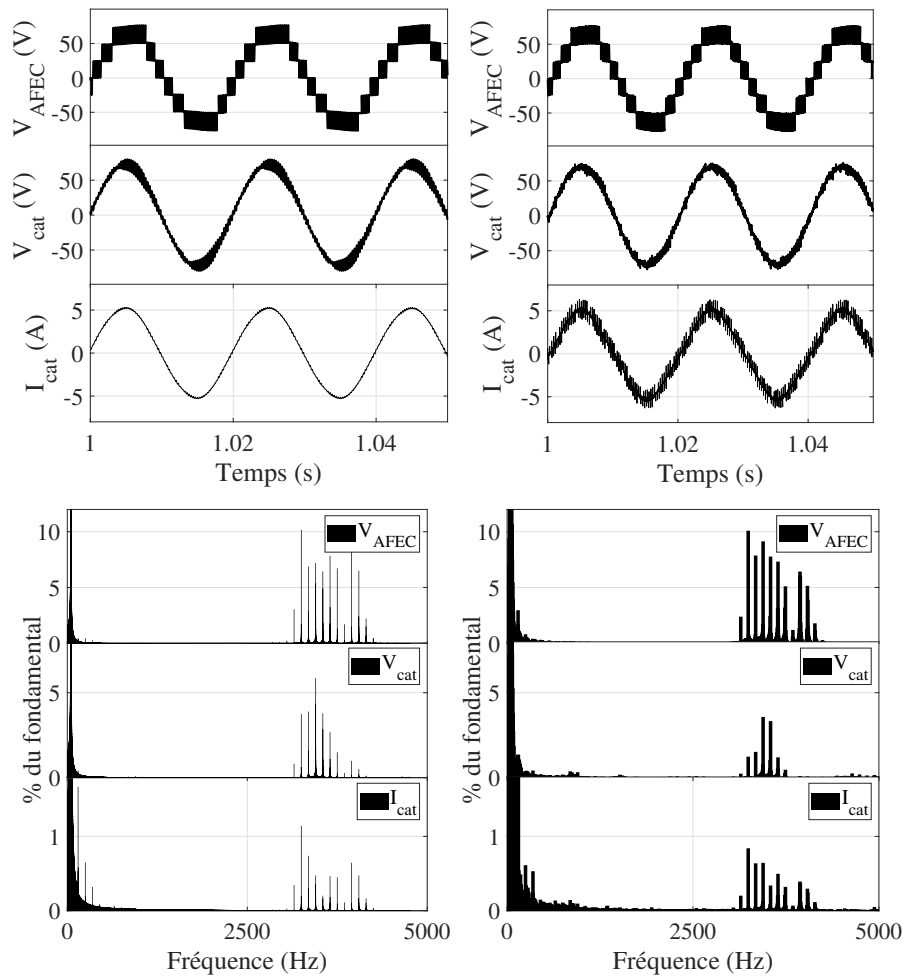 V_AFEC (V)
50
0
-50
V_cat (V)
50
0
-50
I_cat (A)
5
0
-5
1
1.02
1.04
Temps (s)
V_AFEC (V)
50
0
-50
V_cat (V)
50
0
-50
I_cat (A)
5
0
-5
1
1.02
1.04
Temps (s)
% du fondamental
10
5
0
V_AFEC
5
0
V_cat
1
0
I_cat
0
2500
5000
Fréquence (Hz)
% du fondamental
10
5
0
V_AFEC
5
0
V_cat
1
0
I_cat
0
2500
5000
Fréquence (Hz)